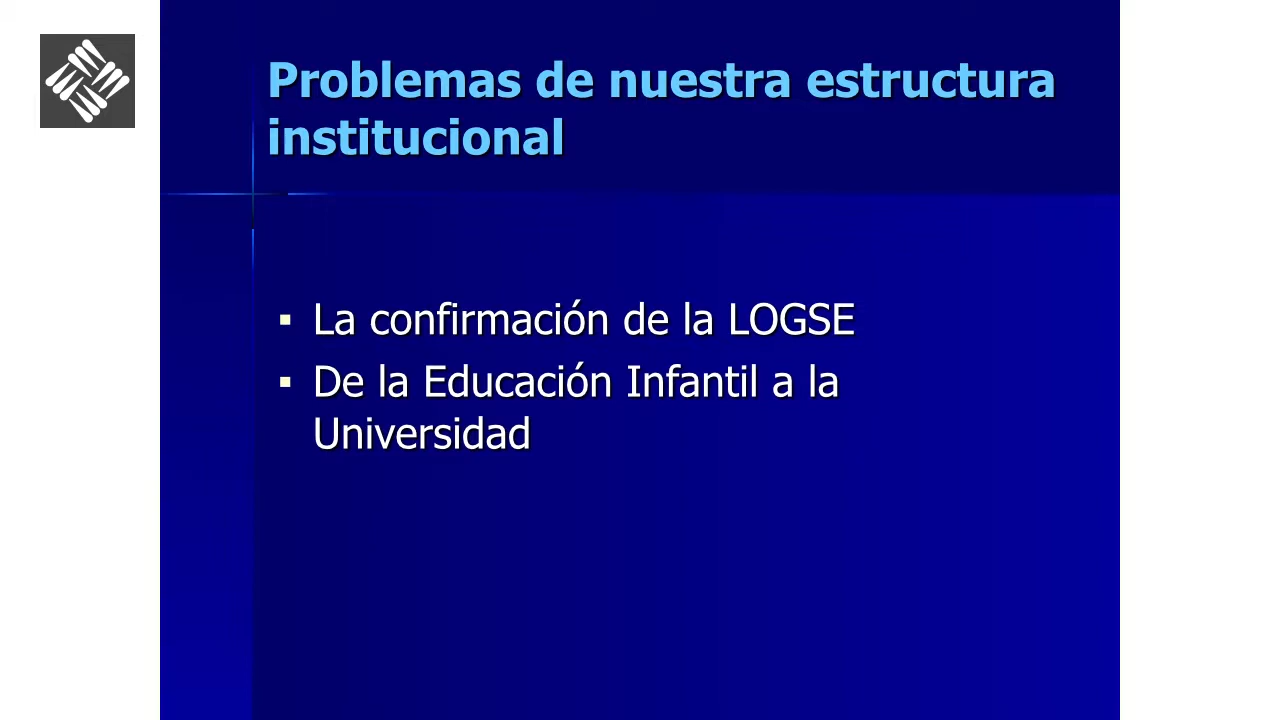 Problemas de nuestra estructura
institucional
▪ La confirmación de la LOGSE
▪ De la Educación Infantil a la
Universidad